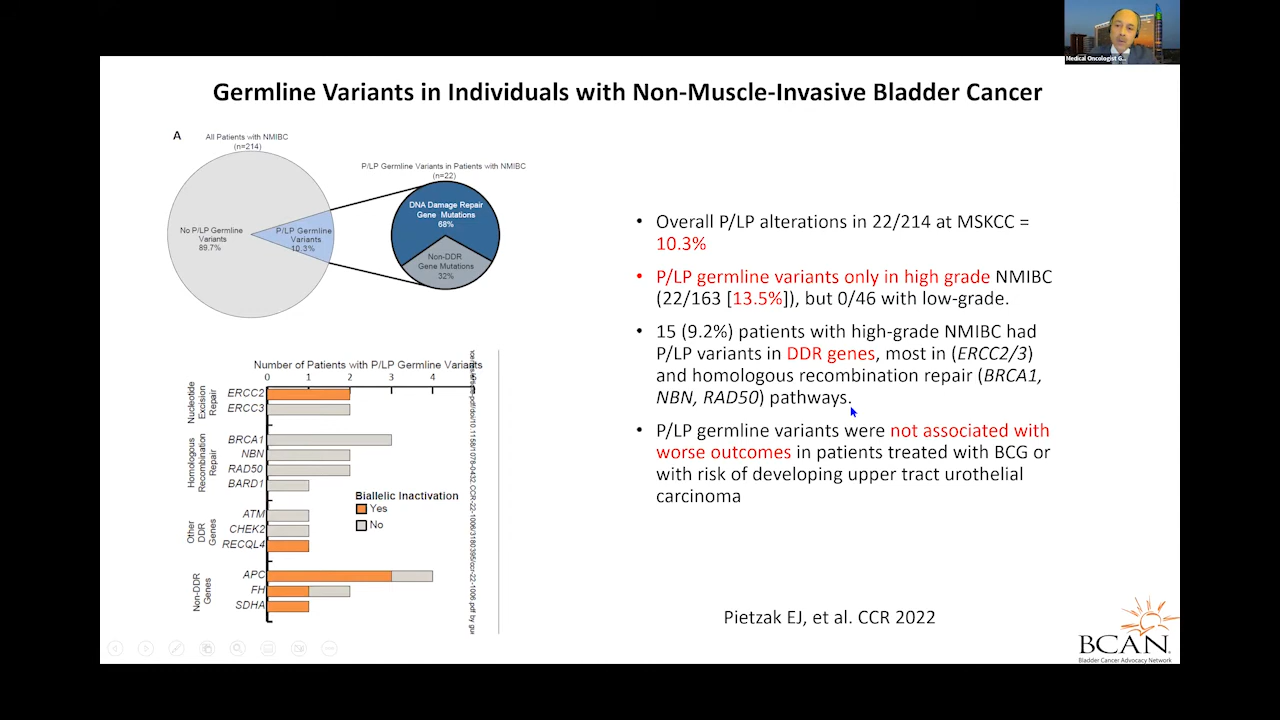 Medical Oncologist G...
Germline Variants in Individuals with Non-Muscle-Invasive Bladder Cancer
A
All Patients with NMIBC
(n=214)
No P/LP Germline
Variants
89.7%
P/LP Germline
Variants
10.3%
P/LP Germline Variants in Patients with NMIBC
(n=22)
DNA Damage Repair
Gene Mutations
68%
Non-DDR
Gene Mutations
32%
Number of Patients with P/LP Germline Variants
0 1 2 3 4
Nucleotide
Excision
Repair
ERCC2
ERCC3
Homologous
Recombination
Repair
BRCA1
NBN
RAD50
BARD1
Other
DDR
Genes
ATM
CHEK2
RECQL4
Non-DDR
Genes
APC
FH
SDHA
Biallelic Inactivation
Yes
No
• Overall P/LP alterations in 22/214 at MSKCC =
10.3%
• P/LP germline variants only in high grade NMIBC
(22/163 [13.5%]), but 0/46 with low-grade.
• 15 (9.2%) patients with high-grade NMIBC had
P/LP variants in DDR genes, most in (ERCC2/3)
and homologous recombination repair (BRCA1,
NBN, RAD50) pathways.
• P/LP germline variants were not associated with
worse outcomes in patients treated with BCG or
with risk of developing upper tract urothelial
carcinoma
Pietzak EJ, et al. CCR 2022
BCAN
Bladder Cancer Advocacy Network